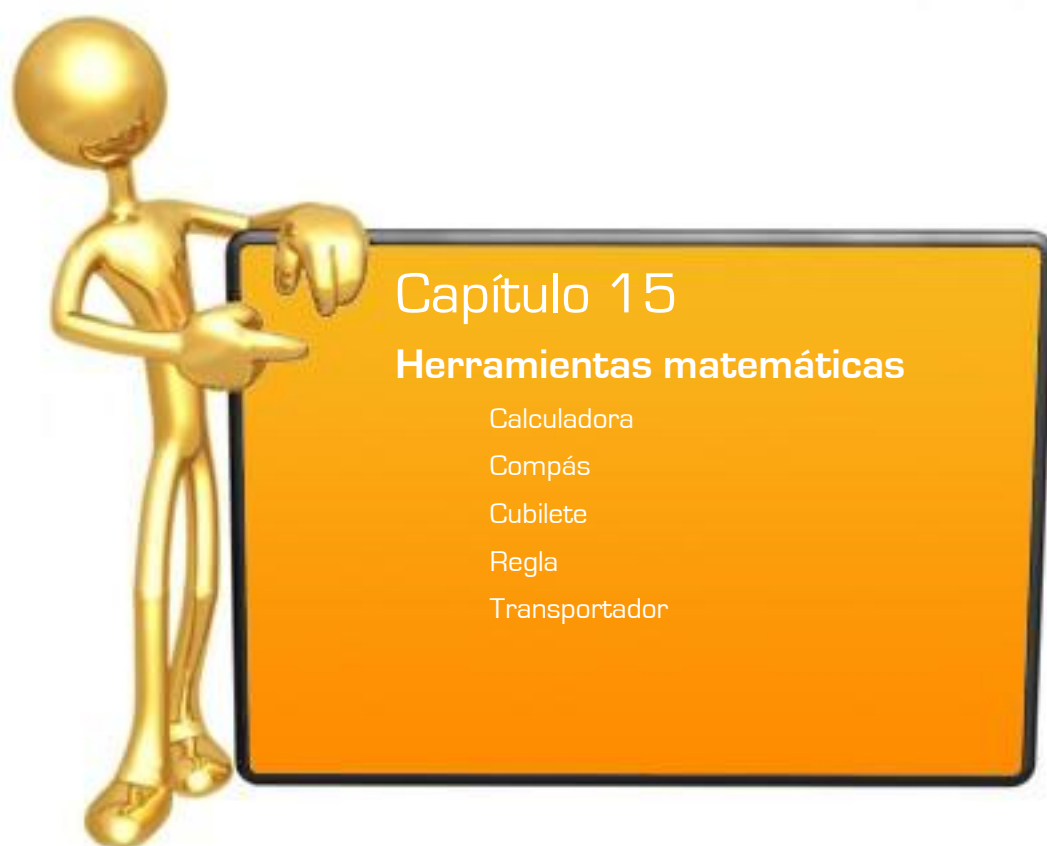 Capítulo 15
Herramientas matemáticas
Calculadora
Compás
Cubilete
Regla
Transportador